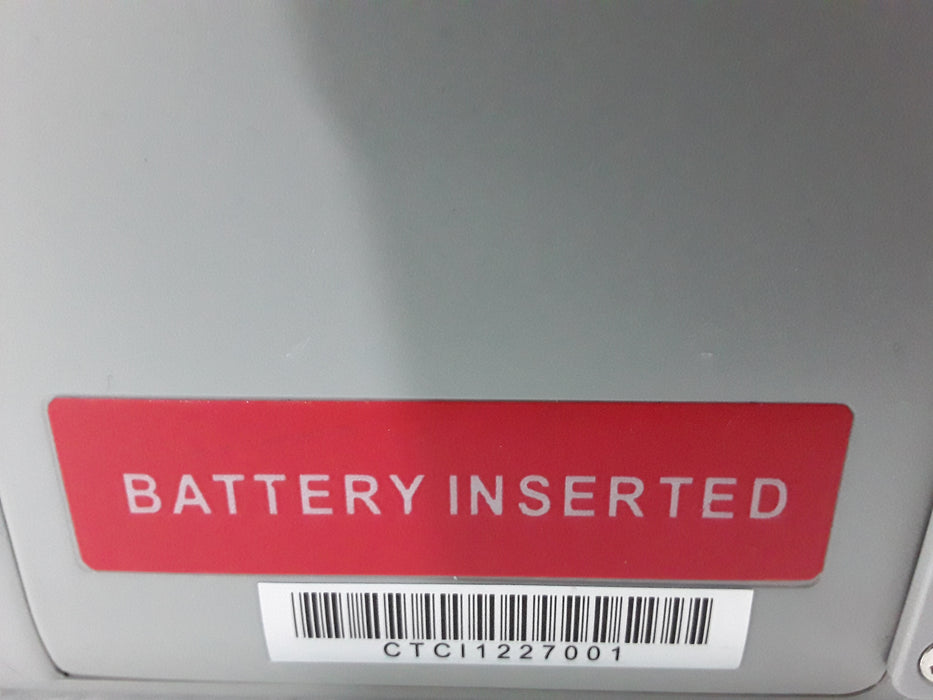 BATTERY INSERTED
CTCI1227001